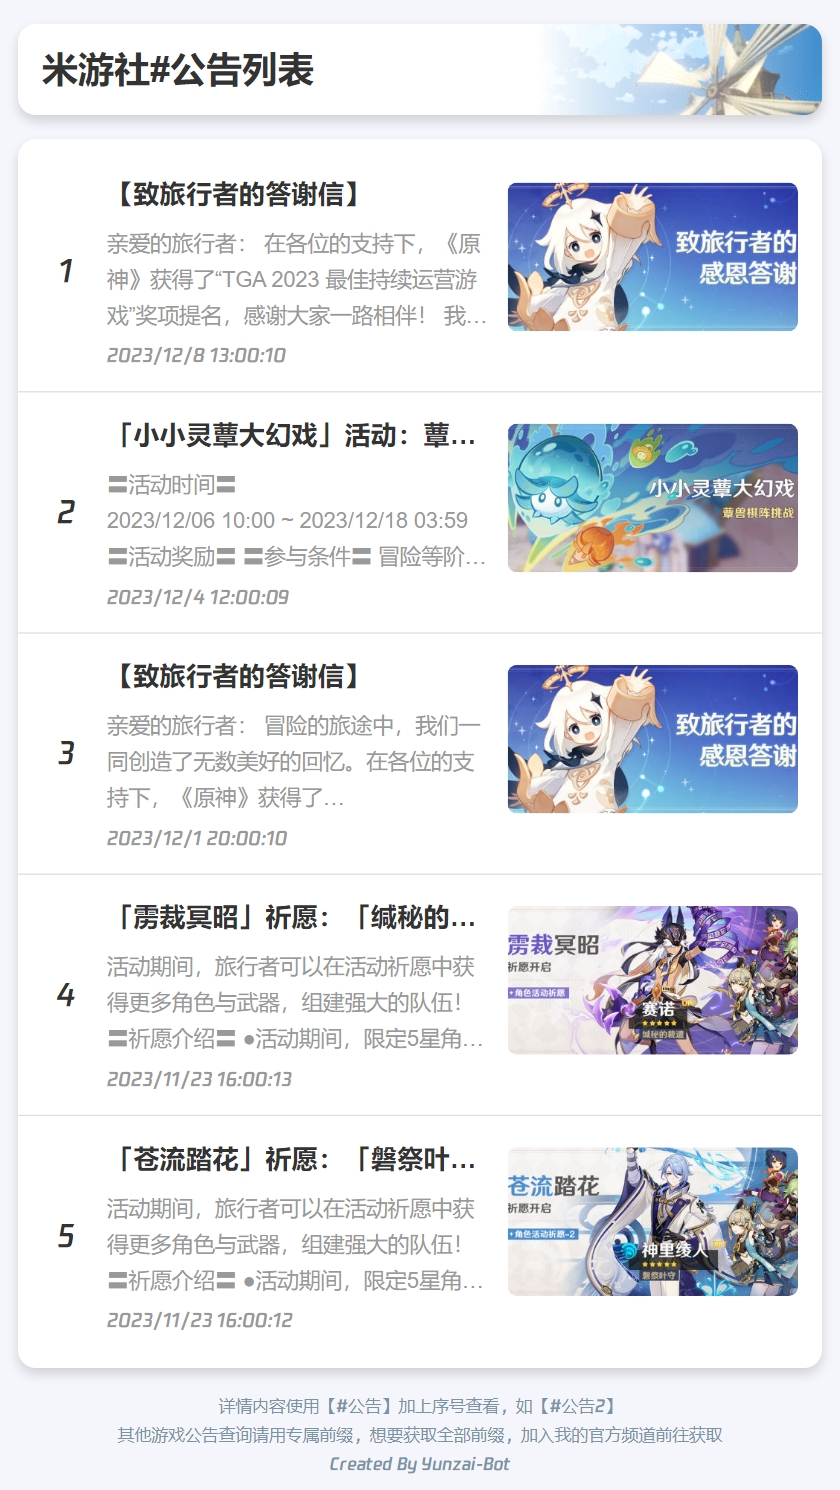 米游社#公告列表
【致旅行者的答谢信】
1
亲爱的旅行者： 在各位的支持下，《原
神》获得了“TGA 2023 最佳持续运营游
戏”奖项提名，感谢大家一路相伴！ 我…
2023/12/8 13:00:10
致旅行者的
感恩答谢
「小小灵蕈大幻戏」活动：蕈…
2
〓活动时间〓
2023/12/06 10:00 ~ 2023/12/18 03:59
〓活动奖励〓 〓参与条件〓 冒险等阶…
2023/12/4 12:00:09
小小灵蕈大幻戏
蕈兽棋阵挑战
【致旅行者的答谢信】
3
亲爱的旅行者： 冒险的旅途中，我们一
同创造了无数美好的回忆。在各位的支
持下，《原神》获得了…
2023/12/1 20:00:10
致旅行者的
感恩答谢
「雳裁冥昭」祈愿：「缄秘的…
4
活动期间，旅行者可以在活动祈愿中获
得更多角色与武器，组建强大的队伍！
〓祈愿介绍〓 ●活动期间，限定5星角…
2023/11/23 16:00:13
雳裁冥昭
祈愿开启
角色活动祈愿
赛诺
UP!
缄秘的裁遣
「苍流踏花」祈愿：「磐祭叶…
5
活动期间，旅行者可以在活动祈愿中获
得更多角色与武器，组建强大的队伍！
〓祈愿介绍〓 ●活动期间，限定5星角…
2023/11/23 16:00:12
苍流踏花
祈愿开启
角色活动祈愿-2
神里绫人
磐祭叶守
详情内容使用【#公告】加上序号查看，如【#公告2】
其他游戏公告查询请用专属前缀，想要获取全部前缀，加入我的官方频道前往获取
Created By Yunzai-Bot